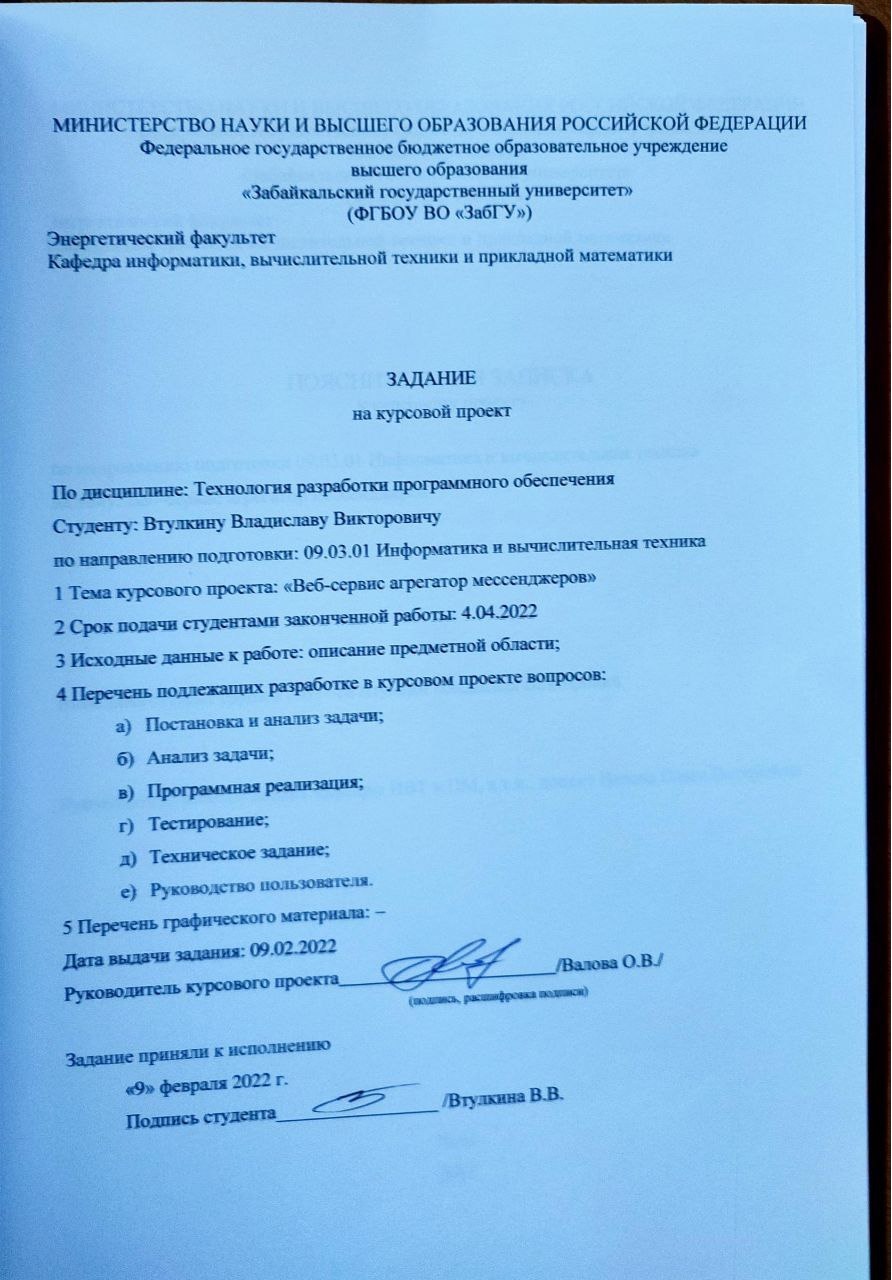 МИНИСТЕРСТВО НАУКИ И ВЫСШЕГО ОБРАЗОВАНИЯ РОССИЙСКОЙ ФЕДЕРАЦИИ
Федеральное государственное бюджетное образовательное учреждение
высшего образования
«Забайкальский государственный университет»
(ФГБОУ ВО «ЗабГУ»)
Энергетический факультет
Кафедра информатики, вычислительной техники и прикладной математики
ЗАДАНИЕ
на курсовой проект
По дисциплине: Технология разработки программного обеспечения
Студенту: Втулкину Владиславу Викторовичу
по направлению подготовки: 09.03.01 Информатика и вычислительная техника
1 Тема курсового проекта: «Веб-сервис агрегатор мессенджеров»
2 Срок подачи студентами законченной работы: 4.04.2022
3 Исходные данные к работе: описание предметной области;
4 Перечень подлежащих разработке в курсовом проекте вопросов:
а) Постановка и анализ задачи;
б) Анализ задачи;
в) Программная реализация;
г) Тестирование;
д) Техническое задание;
е) Руководство пользователя.
5 Перечень графического материала: –
Дата выдачи задания: 09.02.2022
Руководитель курсового проекта /Валова О.В./
(подпись, расшифровка подписи)
Задание приняли к исполнению
«9» февраля 2022 г.
Подпись студента /Втулкина В.В.